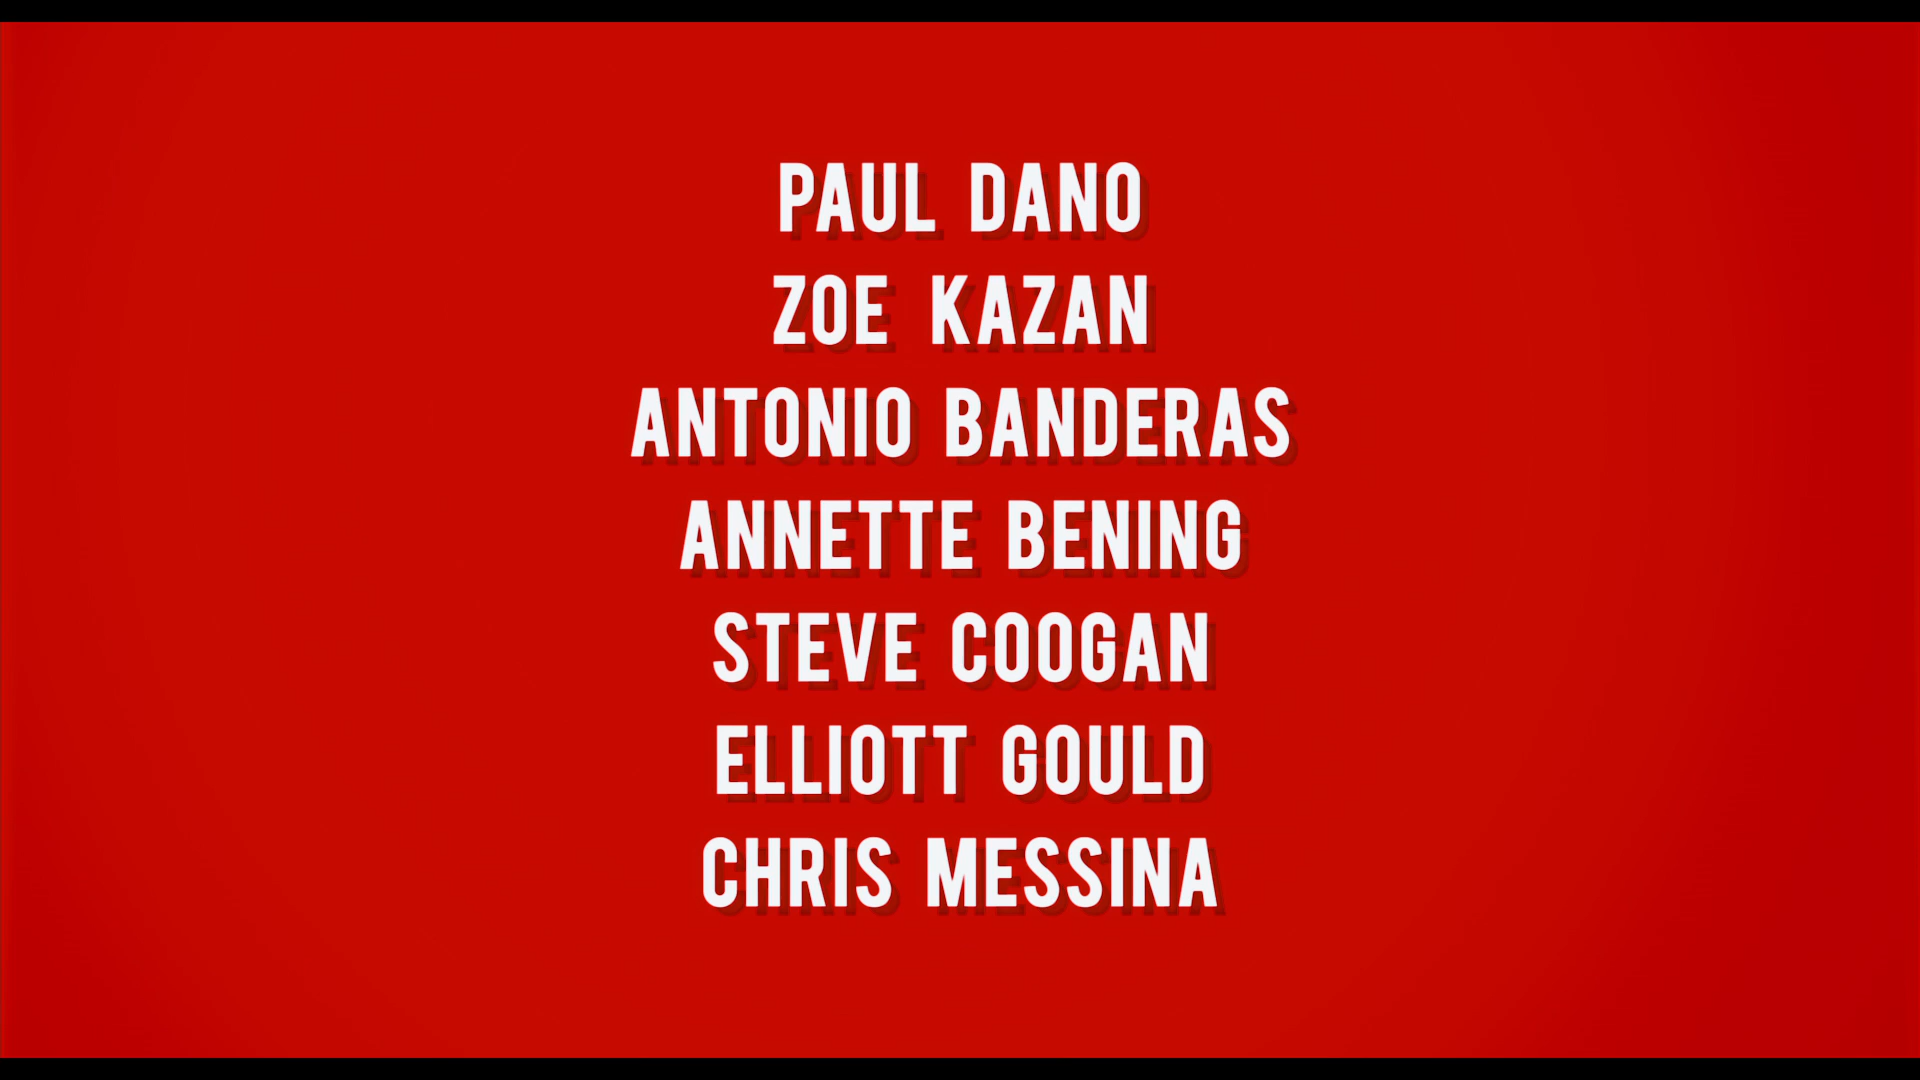 PAUL DANO
ZOE KAZAN
ANTONIO BANDERAS
ANNETTE BENING
STEVE COOGAN
ELLIOTT GOULD
CHRIS MESSINA